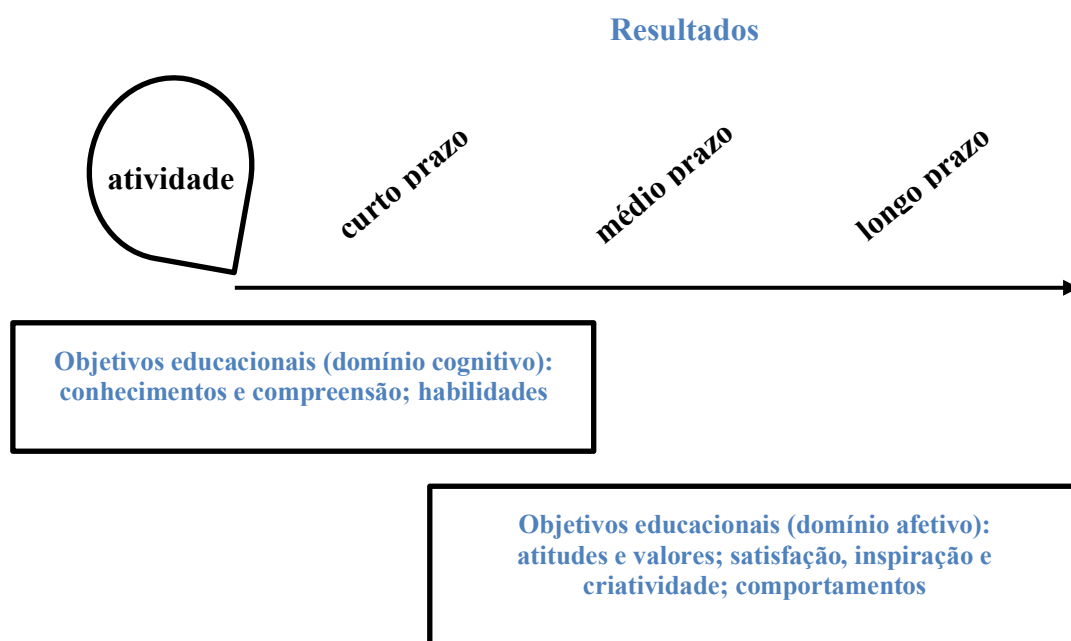 Resultados
atividade
curto prazo
médio prazo
longo prazo
Objetivos educacionais (domínio cognitivo):
conhecimentos e compreensão; habilidades
Objetivos educacionais (domínio afetivo):
atitudes e valores; satisfação, inspiração e
criatividade; comportamentos